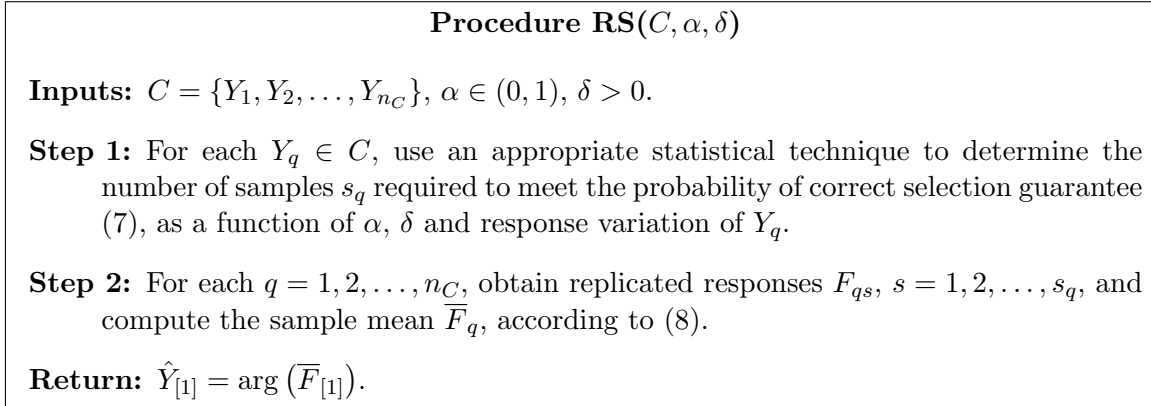 Procedure RS(C, α, δ)
Inputs: C = {Y₁, Y₂, . . . , Y_{n_C}}, α ∈ (0, 1), δ > 0.
Step 1: For each Y_q ∈ C, use an appropriate statistical technique to determine the
number of samples s_q required to meet the probability of correct selection guarantee
(7), as a function of α, δ and response variation of Y_q.
Step 2: For each q = 1, 2, . . . , n_C, obtain replicated responses F_{qs}, s = 1, 2, . . . , s_q, and
compute the sample mean F̅_q, according to (8).
Return: Ŷ_{[1]} = arg (F̅_{[1]}).